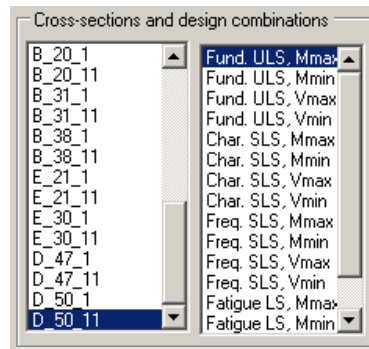 Cross-sections and design combinations
B_20_1
B_20_11
B_31_1
B_31_11
B_38_1
B_38_11
E_21_1
E_21_11
E_30_1
E_30_11
D_47_1
D_47_11
D_50_1
D_50_11
Fund. ULS, Mmax
Fund. ULS, Mmin
Fund. ULS, Vmax
Fund. ULS, Vmin
Char. SLS, Mmax
Char. SLS, Mmin
Char. SLS, Vmax
Char. SLS, Vmin
Freq. SLS, Mmax
Freq. SLS, Mmin
Freq. SLS, Vmax
Freq. SLS, Vmin
Fatigue LS, Mmax
Fatigue LS, Mmin